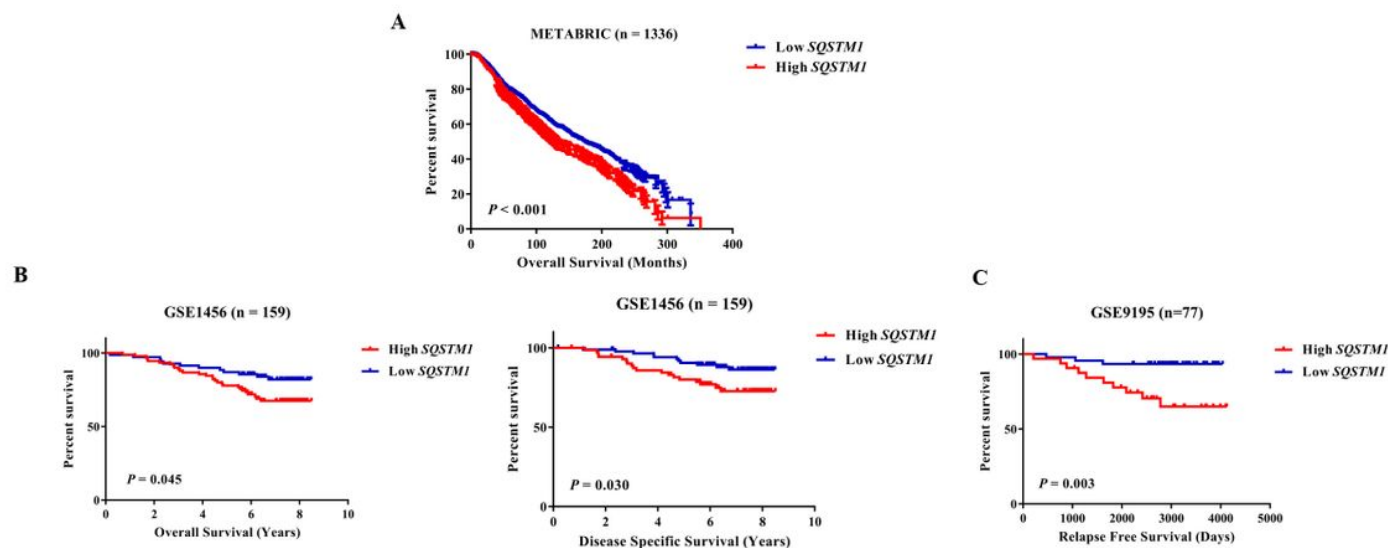 A
METABRIC (n = 1336)
Low SQSTM1
High SQSTM1
Percent survival
100
80
60
40
20
0
P < 0.001
0 100 200 300 400
Overall Survival (Months)
B
GSE1456 (n = 159)
High SQSTM1
Low SQSTM1
Percent survival
100
50
0
P = 0.045
0 2 4 6 8 10
Overall Survival (Years)
GSE1456 (n = 159)
High SQSTM1
Low SQSTM1
Percent survival
100
50
0
P = 0.030
0 2 4 6 8 10
Disease Specific Survival (Years)
C
GSE9195 (n=77)
High SQSTM1
Low SQSTM1
Percent survival
100
50
0
P = 0.003
0 1000 2000 3000 4000 5000
Relapse Free Survival (Days)